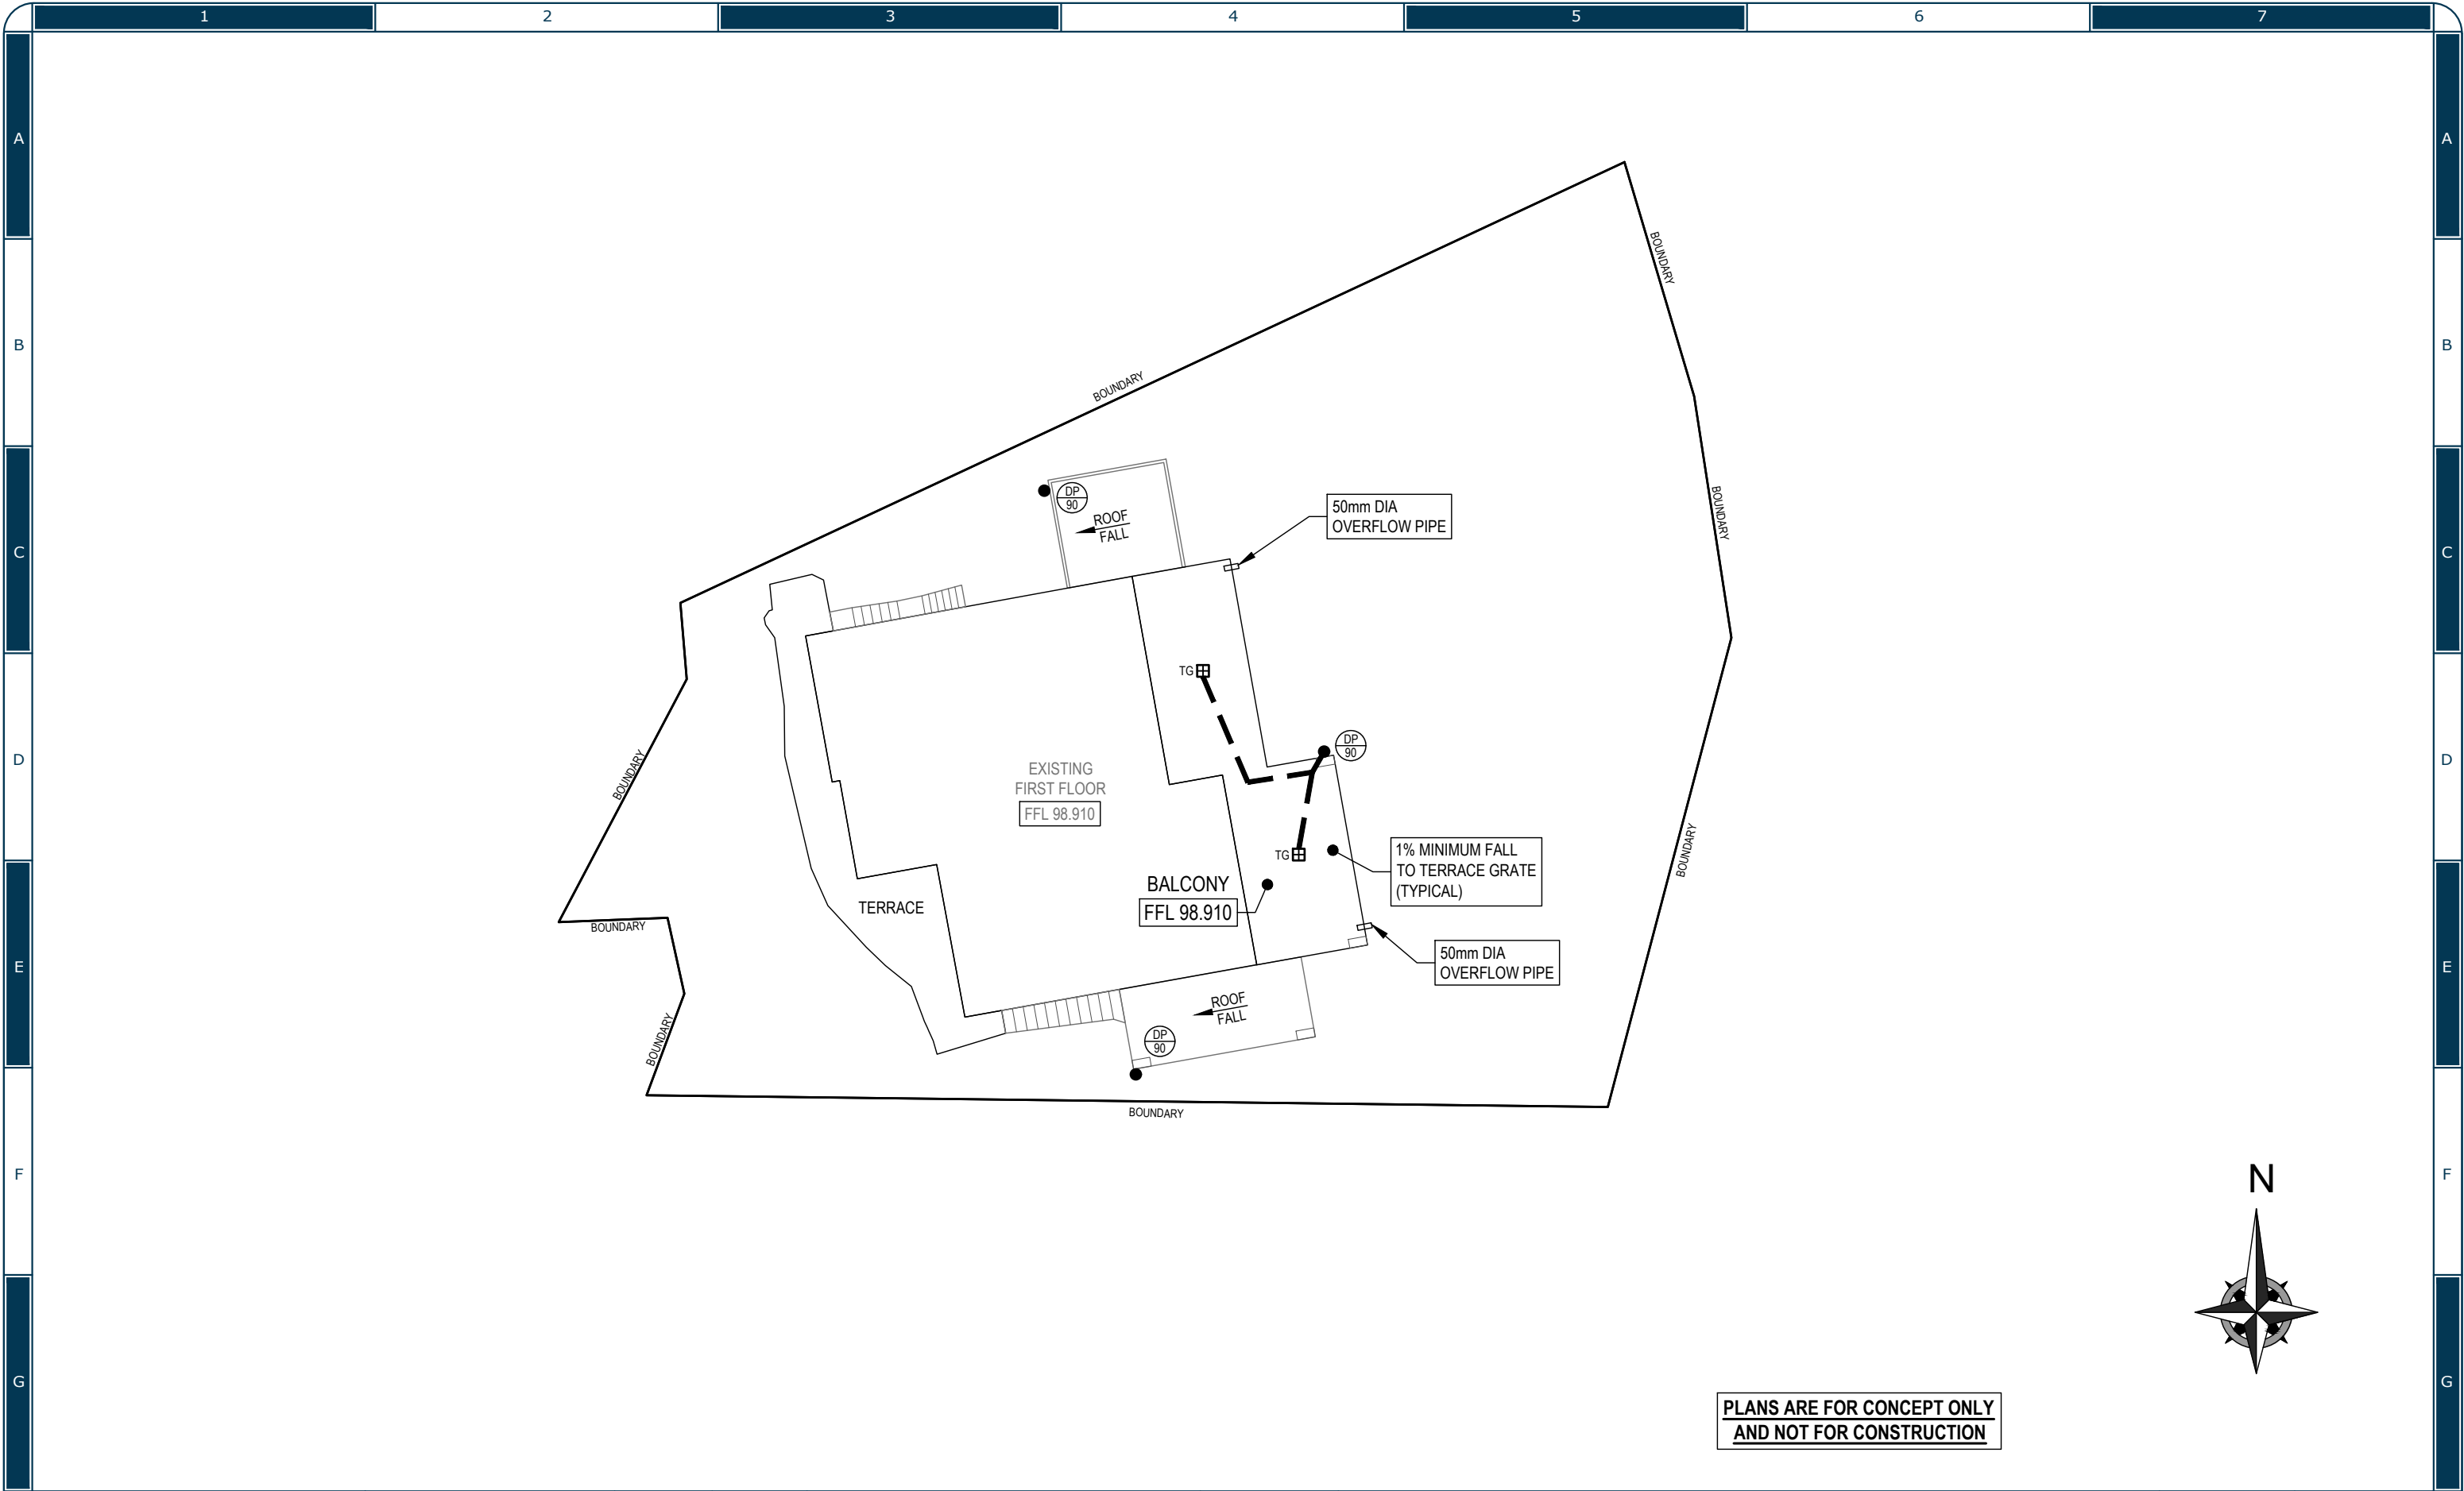 1 2 3 4 5 6 7
A A
BOUNDARY
B B
BOUNDARY
BOUNDARY
DP
90
ROOF
FALL
50mm DIA
OVERFLOW PIPE
C C
TG
DP
90
D D
EXISTING
FIRST FLOOR
FFL 98.910
BOUNDARY
BOUNDARY
TG
1% MINIMUM FALL
TO TERRACE GRATE
(TYPICAL)
BALCONY
FFL 98.910
TERRACE
BOUNDARY
50mm DIA
OVERFLOW PIPE
E E
ROOF
FALL
DP
90
BOUNDARY
BOUNDARY
F F
N
G G
PLANS ARE FOR CONCEPT ONLY
AND NOT FOR CONSTRUCTION